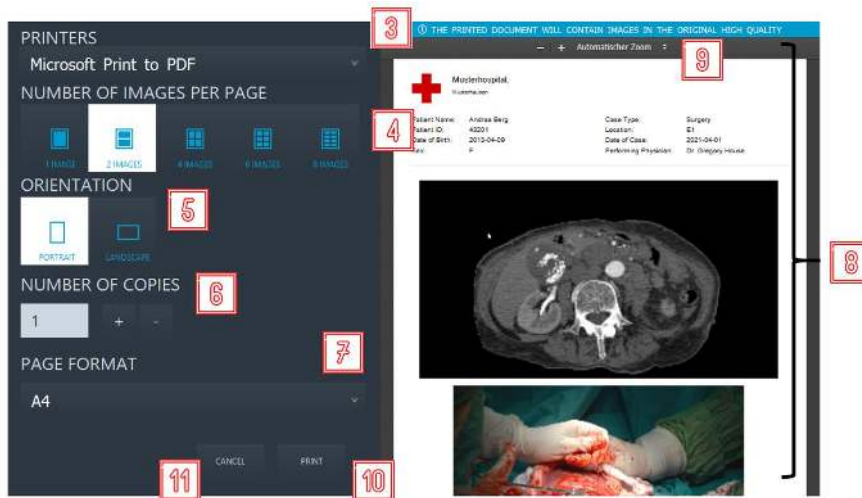 PRINTERS
Microsoft Print to PDF
NUMBER OF IMAGES PER PAGE
1 IMAGE 2 IMAGES 4 IMAGES 6 IMAGES 9 IMAGES
ORIENTATION
PORTRAIT LANDSCAPE
NUMBER OF COPIES
1 + -
PAGE FORMAT
A4
CANCEL PRINT
3
4
5
6
7
11
10
THE PRINTED DOCUMENT WILL CONTAIN IMAGES IN THE ORIGINAL HIGH QUALITY
− + Automatischer Zoom
9
Musterhospital,
Musterhausen
Patient Name: Andrea Berg Case Type: Surgery
Patient ID: 43201 Location: E1
Date of Birth: 2013-04-09 Date of Case: 2021-04-01
Sex: F Performing Physician: Dr. Gregory House
8